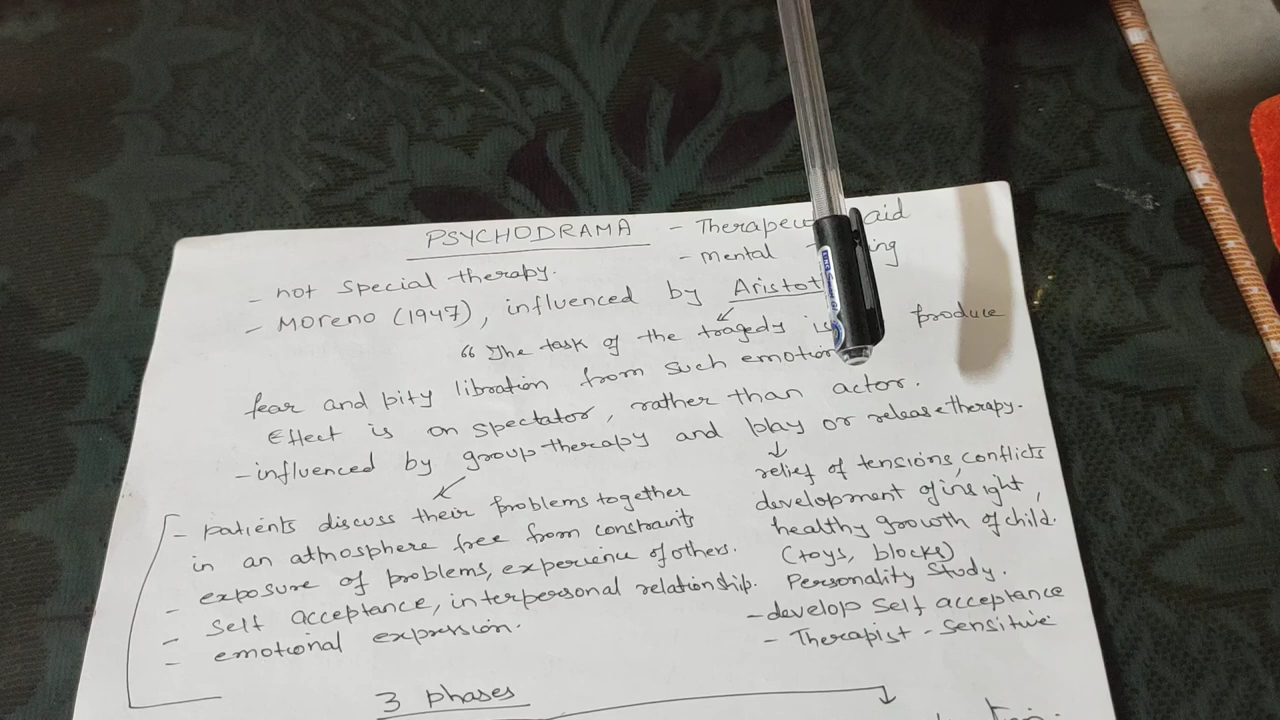 PSYCHODRAMA - Therapeu aid
- Mental ing
- not special therapy.
- Moreno (1947), influenced by Aristot
"The task of the tragedy is produce
fear and pity libration from such emotion
Effect is on spectator, rather than actor.
- influenced by group therapy and play or release therapy.
- patients discuss their problems together
in an atmosphere free from constraints
- exposure of problems, experience of others.
- Self acceptance, interpersonal relationship.
- emotional expression.
relief of tensions, conflicts
development of insight,
healthy growth of child.
(toys, blocks)
Personality Study.
- develop self acceptance
- Therapist - Sensitive
3 phases